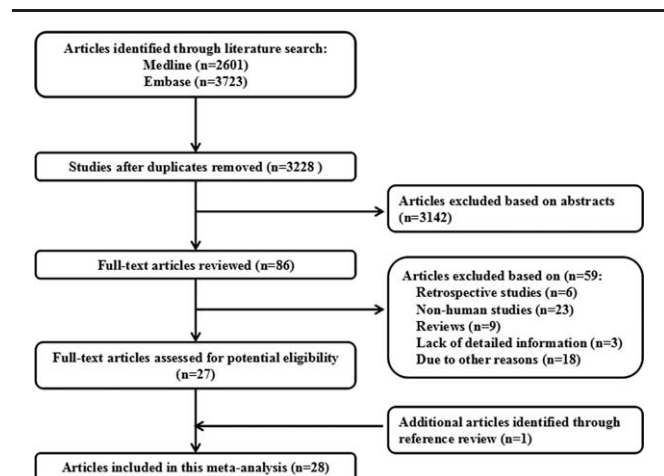 Articles identified through literature search:
Medline (n=2601)
Embase (n=3723)
Studies after duplicates removed (n=3228 )
Articles excluded based on abstracts
(n=3142)
Full-text articles reviewed (n=86)
Articles excluded based on (n=59:
Retrospective studies (n=6)
Non-human studies (n=23)
Reviews (n=9)
Lack of detailed information (n=3)
Due to other reasons (n=18)
Full-text articles assessed for potential eligibility
(n=27)
Additional articles identified through
reference review (n=1)
Articles included in this meta-analysis (n=28)